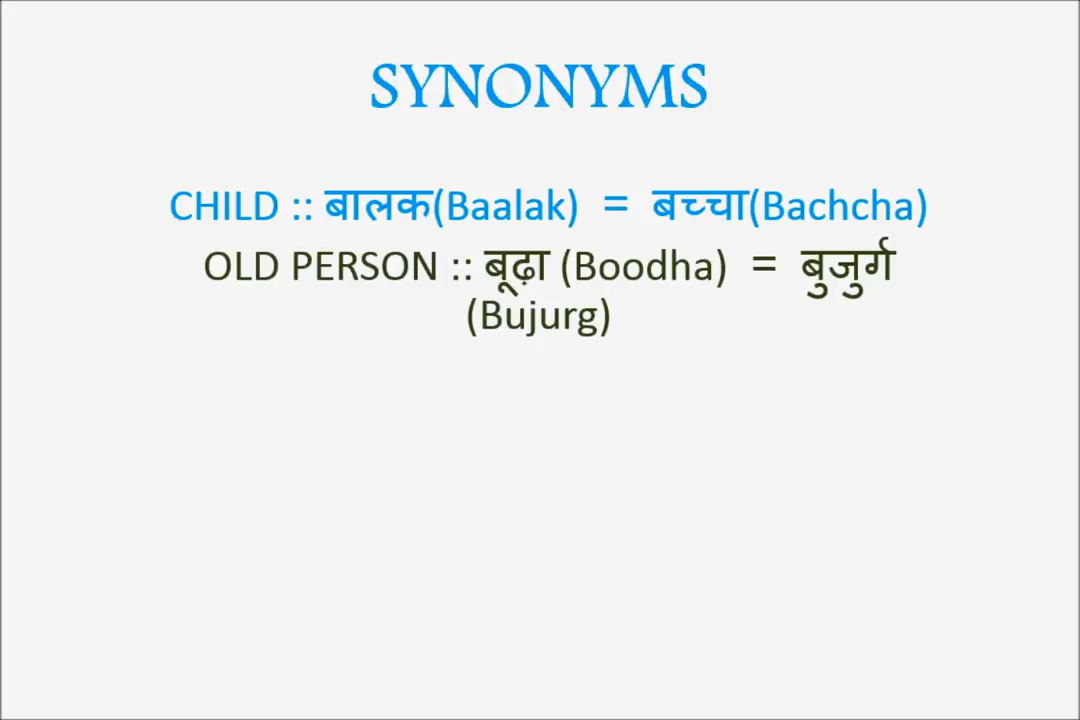 SYNONYMS
CHILD :: बालक(Baalak) = बच्चा(Bachcha)
OLD PERSON :: बूढ़ा (Boodha) = बुजुर्ग
(Bujurg)